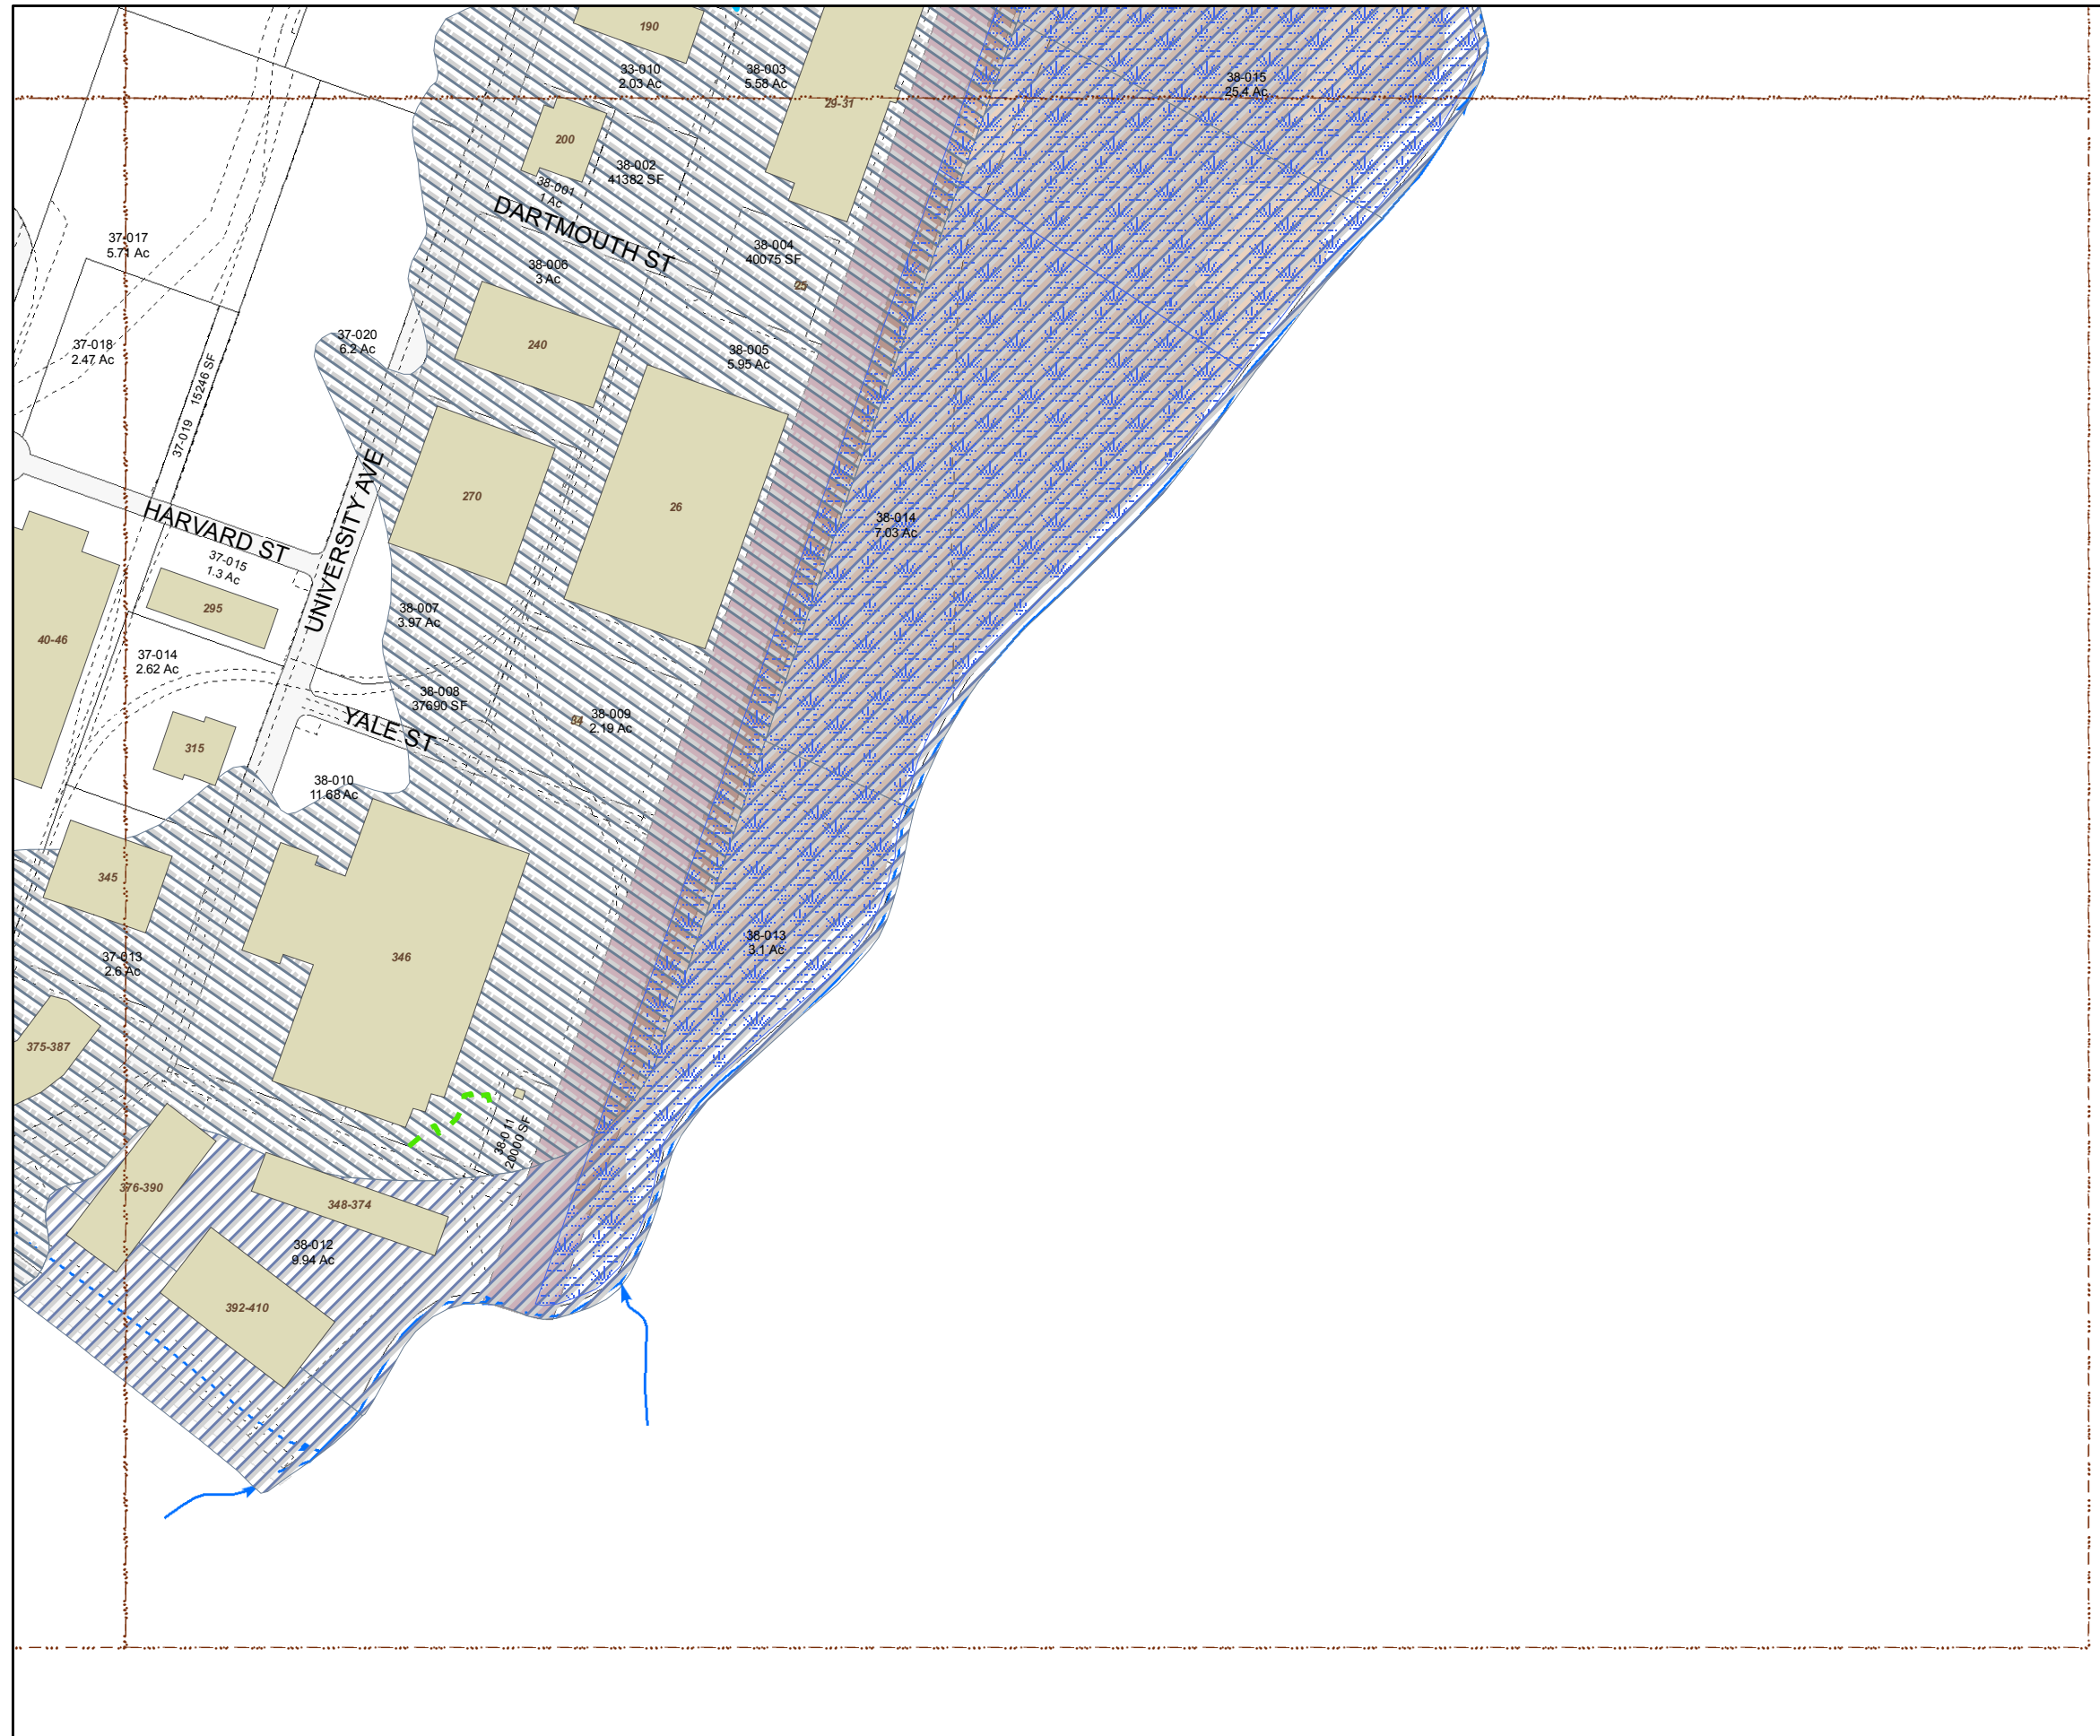 190
33-010
2.03 Ac
38-003
5.58 Ac
38-015
25.4 Ac
29-31
200
38-002
41382 SF
38-001
1 Ac
DARTMOUTH ST
37-017
5.71 Ac
38-004
40075 SF
38-006
3 Ac
25
37-020
6.2 Ac
37-018
2.47 Ac
240
38-005
5.95 Ac
37-019 15246 SF
270
26
UNIVERSITY AVE
HARVARD ST
38-014
7.03 Ac
37-015
1.3 Ac
295
38-007
3.97 Ac
40-46
37-014
2.62 Ac
38-008
37690 SF
84
38-009
2.19 Ac
YALE ST
315
38-010
11.68 Ac
345
38-013
3.1 Ac
346
37-013
2.6 Ac
375-387
38-011
20000 SF
376-390
348-374
38-012
9.94 Ac
392-410